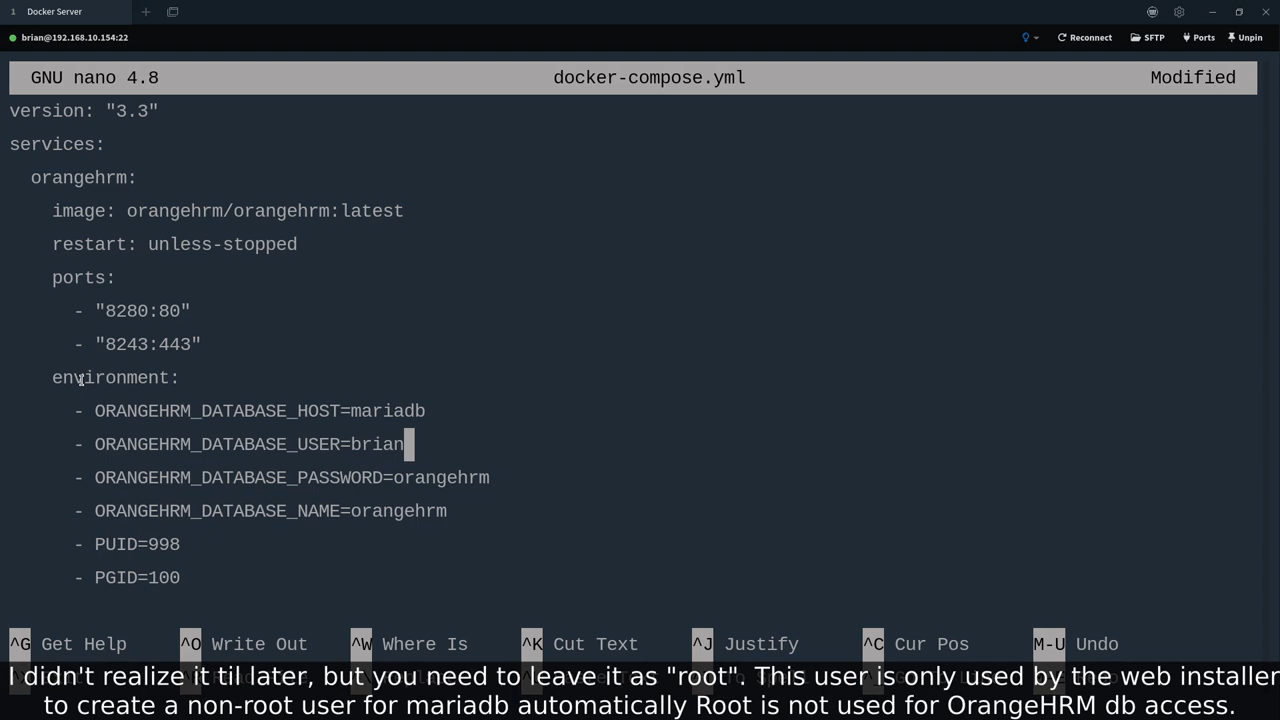 1 Docker Server
brian@192.168.10.154:22 Reconnect SFTP Ports Unpin
GNU nano 4.8 docker-compose.yml Modified
version: "3.3"
services:
orangehrm:
image: orangehrm/orangehrm:latest
restart: unless-stopped
ports:
- "8280:80"
- "8243:443"
environment:
- ORANGEHRM_DATABASE_HOST=mariadb
- ORANGEHRM_DATABASE_USER=brian
- ORANGEHRM_DATABASE_PASSWORD=orangehrm
- ORANGEHRM_DATABASE_NAME=orangehrm
- PUID=998
- PGID=100
^G Get Help ^O Write Out ^W Where Is ^K Cut Text ^J Justify ^C Cur Pos M-U Undo
I didn't realize it til later, but you need to leave it as "root". This user is only used by the web installer
to create a non-root user for mariadb automatically Root is not used for OrangeHRM db access.